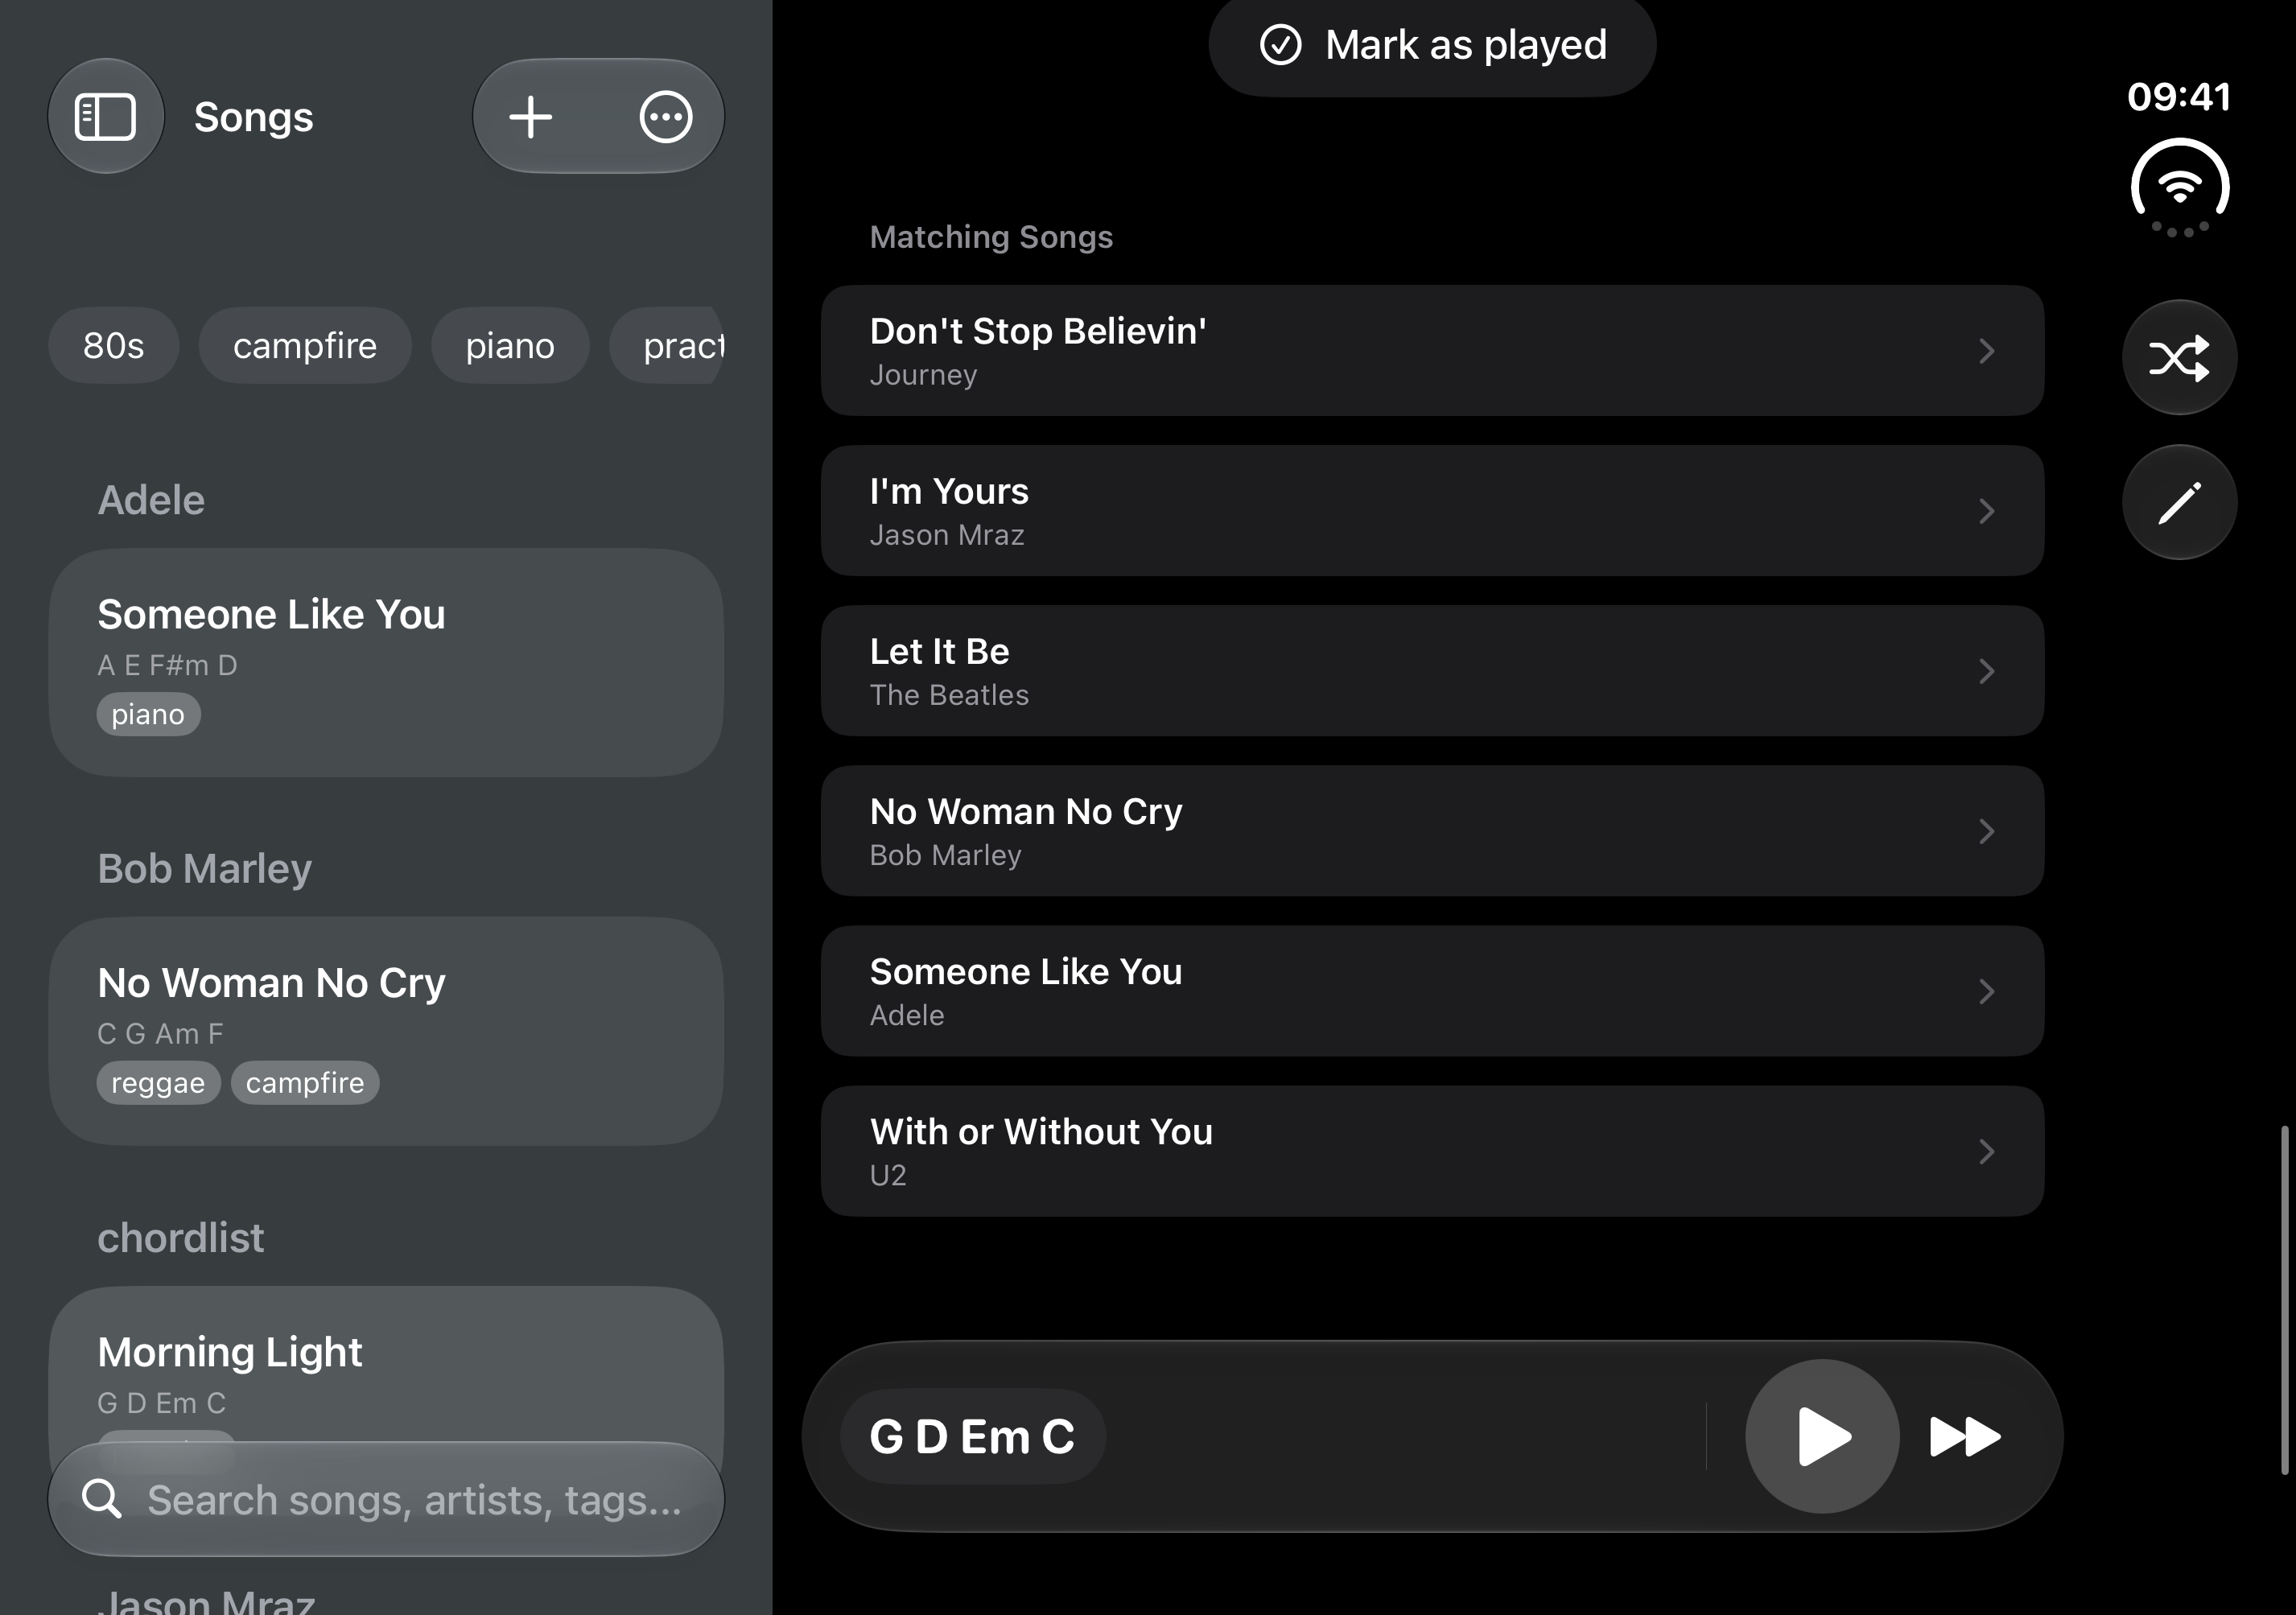 Songs
80s
campfire
piano
pract
Adele
Someone Like You
A E F#m D
piano
Bob Marley
No Woman No Cry
C G Am F
reggae
campfire
chordlist
Morning Light
G D Em C
Search songs, artists, tags...
Jason Mraz
Mark as played
09:41
Matching Songs
Don't Stop Believin'
Journey
I'm Yours
Jason Mraz
Let It Be
The Beatles
No Woman No Cry
Bob Marley
Someone Like You
Adele
With or Without You
U2
G D Em C